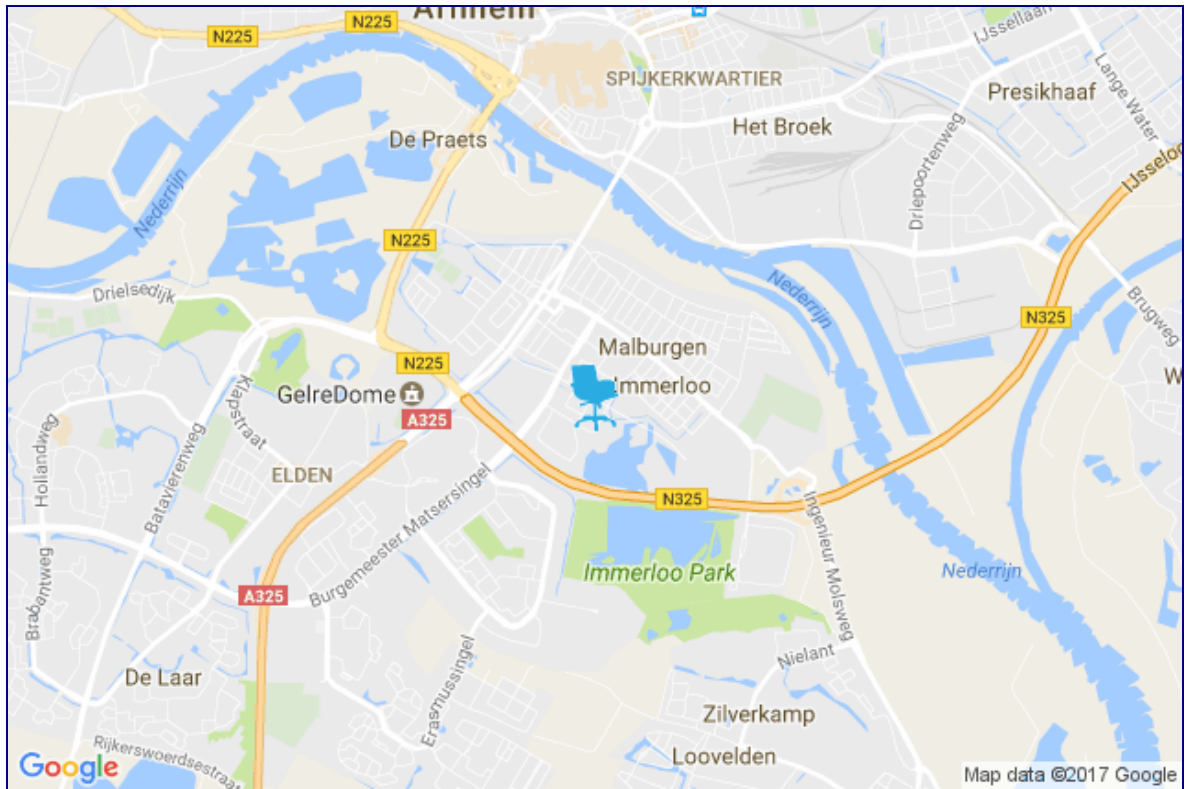 Arnhem
N225
N225
IJssellaan
Lange Water
SPIJKERKWARTIER
Presikhaaf
Het Broek
De Praets
Driepoortenweg
Nederrijn
N225
Drielsedijk
Nederrijn
Brugweg
N325
Malburgen
N225
Immerloo
GelreDome
A325
Klapstraat
Hollandweg
Batavierenweg
ELDEN
N325
Burgemeester Matsersingel
Ingenieur Molsweg
Immerloo Park
Nederrijn
A325
Brabantweg
Erasmussingel
Nielant
De Laar
Zilverkamp
Loovelden
Rijkerswoerdsestraat
Google
Map data ©2017 Google